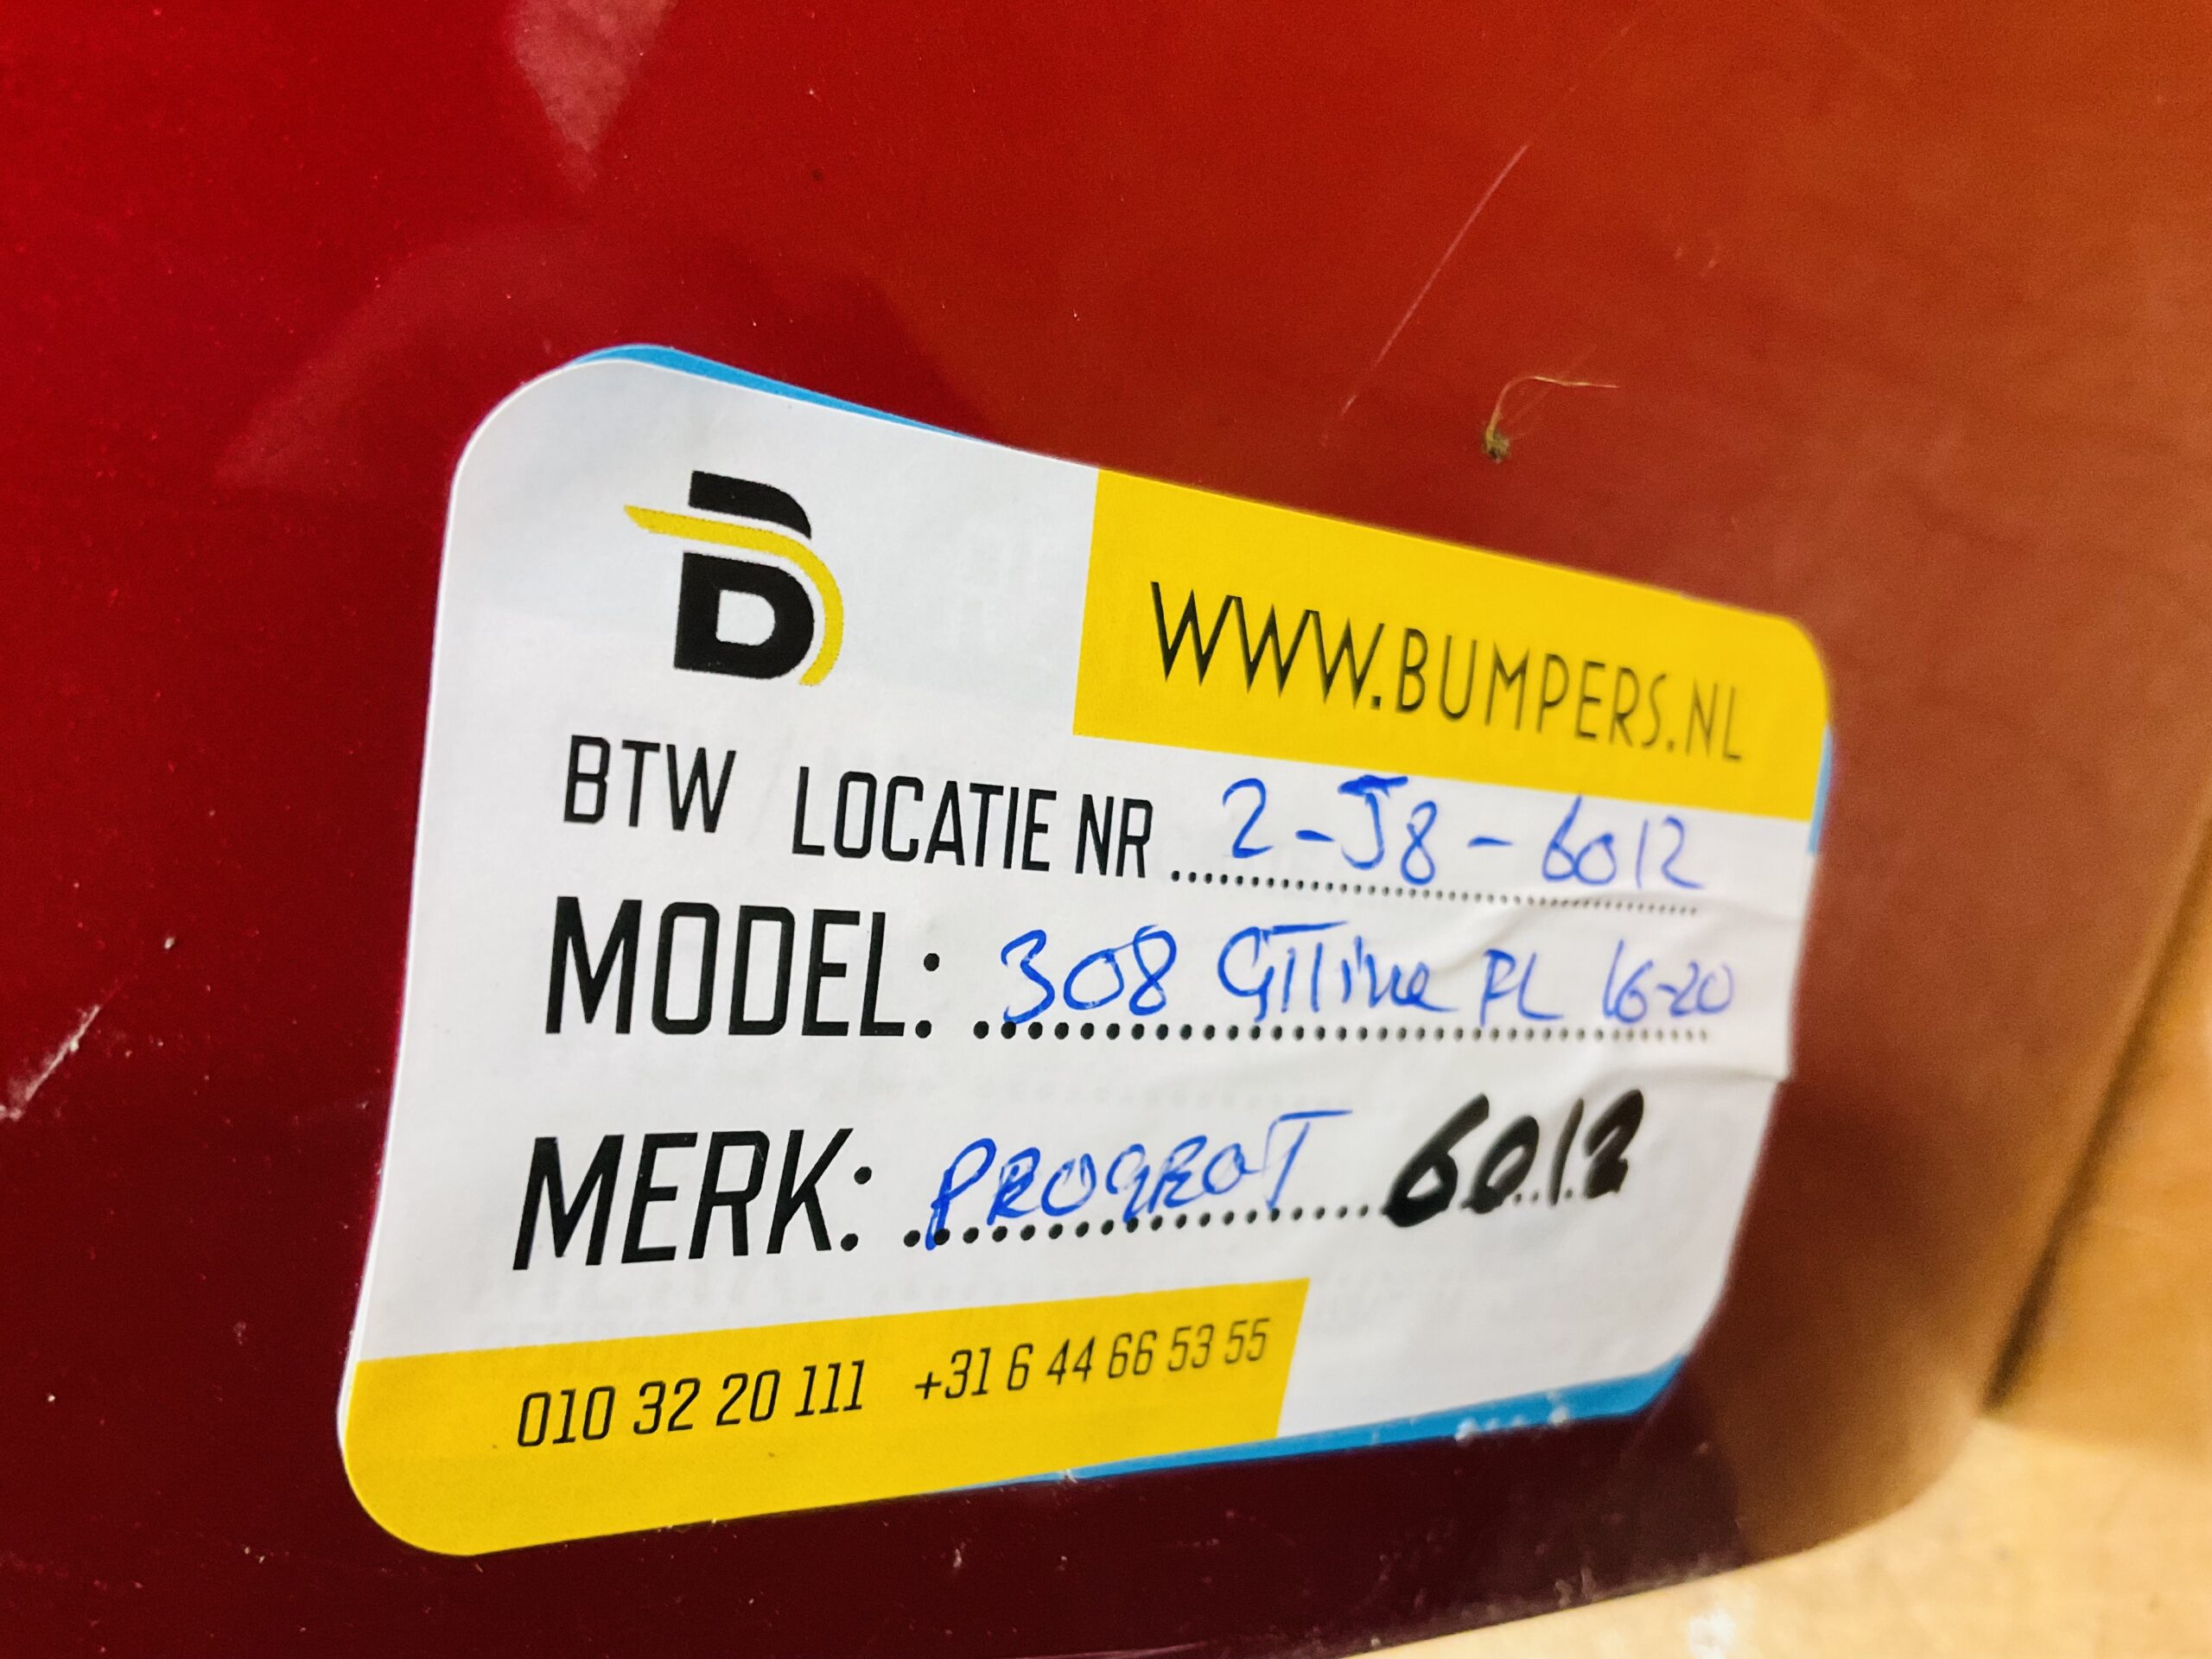 B
WWW.BUMPERS.NL
BTW LOCATIE NR 2-J8-6012
MODEL: 308 GTline PL 16-20
MERK: PROGROT 6012
010 32 20 111 +31 6 44 66 53 55